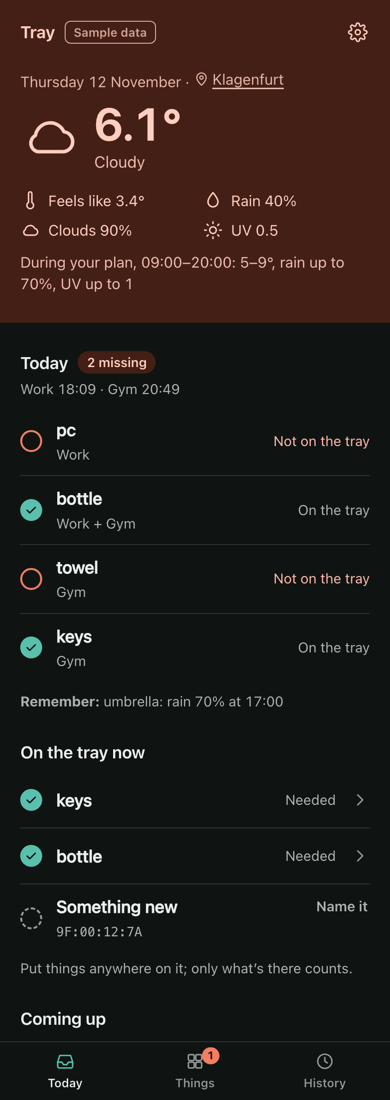 Tray Sample data
Thursday 12 November · Klagenfurt
6.1°
Cloudy
Feels like 3.4° Rain 40%
Clouds 90% UV 0.5
During your plan, 09:00–20:00: 5–9°, rain up to
70%, UV up to 1
Today 2 missing
Work 18:09 · Gym 20:49
pc
Work
Not on the tray
bottle
Work + Gym
On the tray
towel
Gym
Not on the tray
keys
Gym
On the tray
Remember: umbrella: rain 70% at 17:00
On the tray now
keys Needed
bottle Needed
Something new Name it
9F:00:12:7A
Put things anywhere on it; only what’s there counts.
Coming up
1
Today Things History